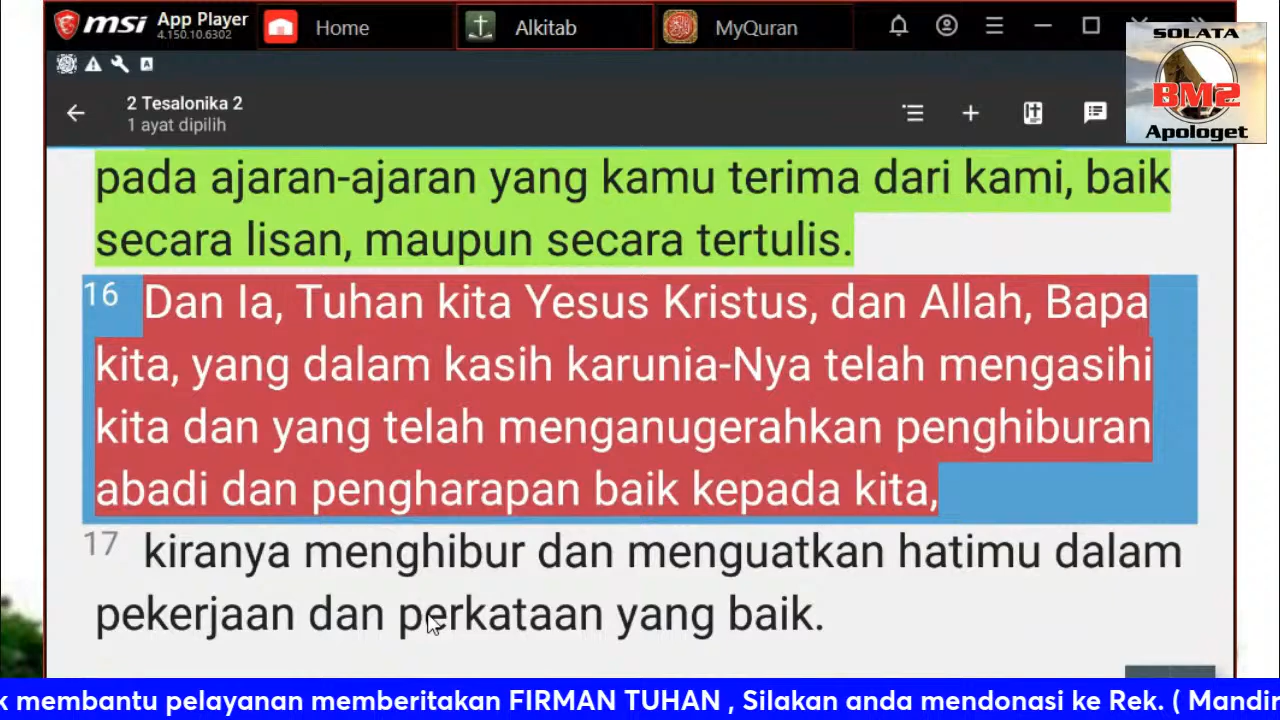 msi App Player
4.150.10.6302
Home
Alkitab
MyQuran
SOLATA
BM2
Apologet
2 Tesalonika 2
1 ayat dipilih
pada ajaran-ajaran yang kamu terima dari kami, baik
secara lisan, maupun secara tertulis.
16 Dan Ia, Tuhan kita Yesus Kristus, dan Allah, Bapa
kita, yang dalam kasih karunia-Nya telah mengasihi
kita dan yang telah menganugerahkan penghiburan
abadi dan pengharapan baik kepada kita,
17 kiranya menghibur dan menguatkan hatimu dalam
pekerjaan dan perkataan yang baik.
k membantu pelayanan memberitakan FIRMAN TUHAN , Silakan anda mendonasi ke Rek. ( Mandir